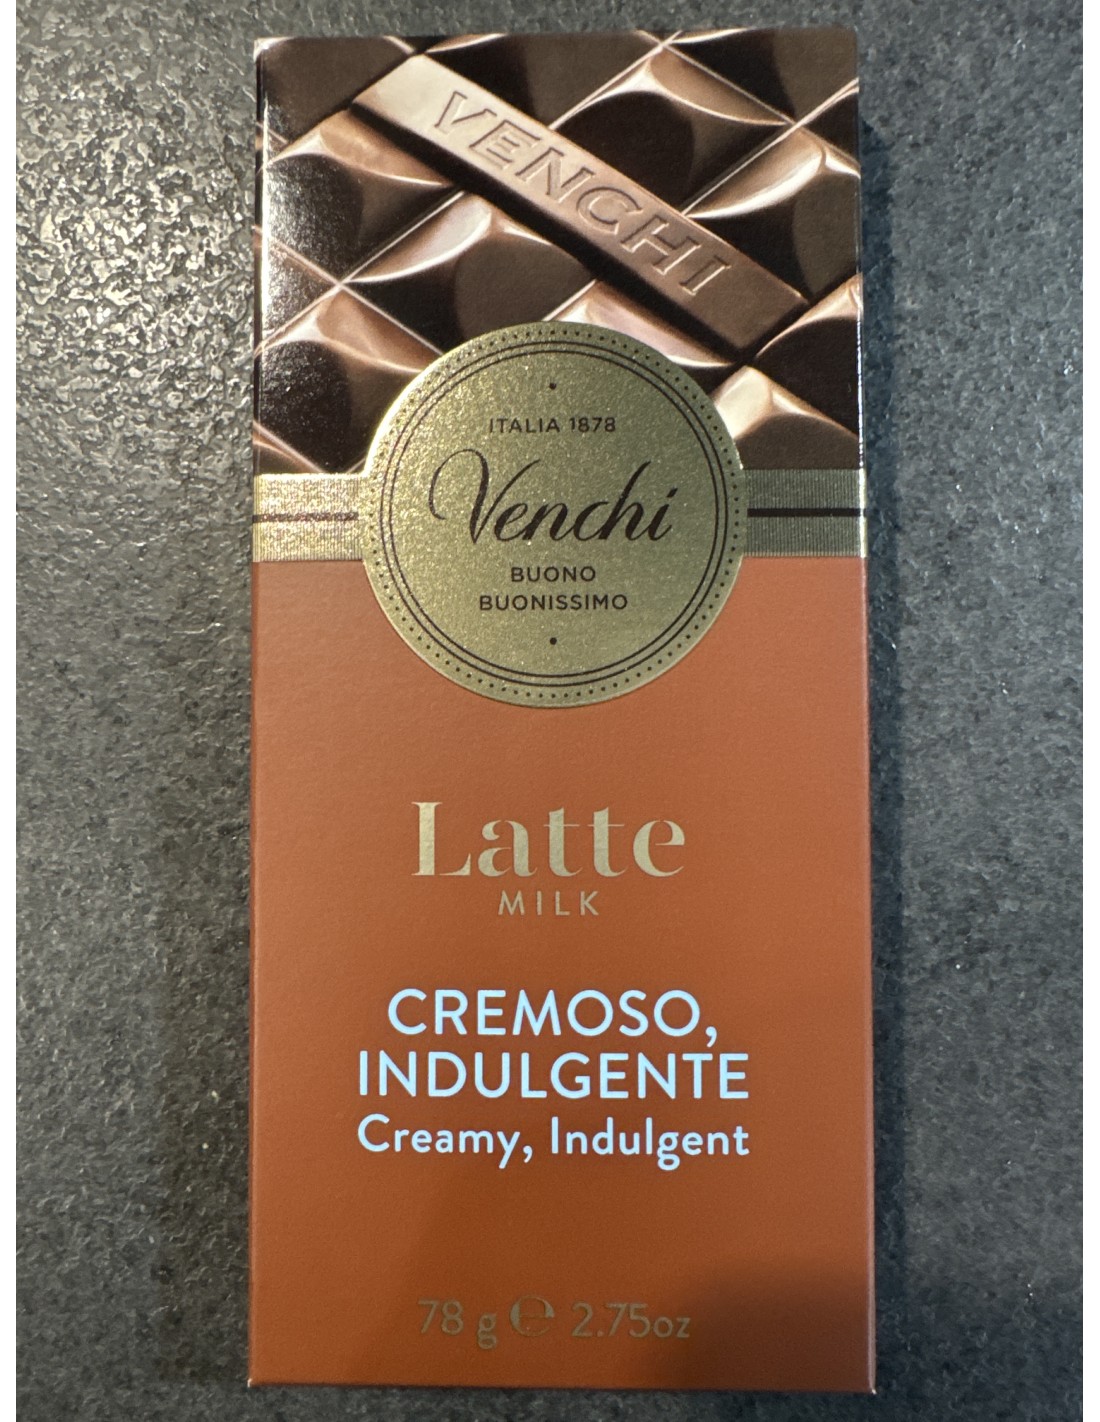 VENCHI
ITALIA 1878
Venchi
BUONO
BUONISSIMO
Latte
MILK
CREMOSO,
INDULGENTE
Creamy, Indulgent
78 g ℮ 2.75oz